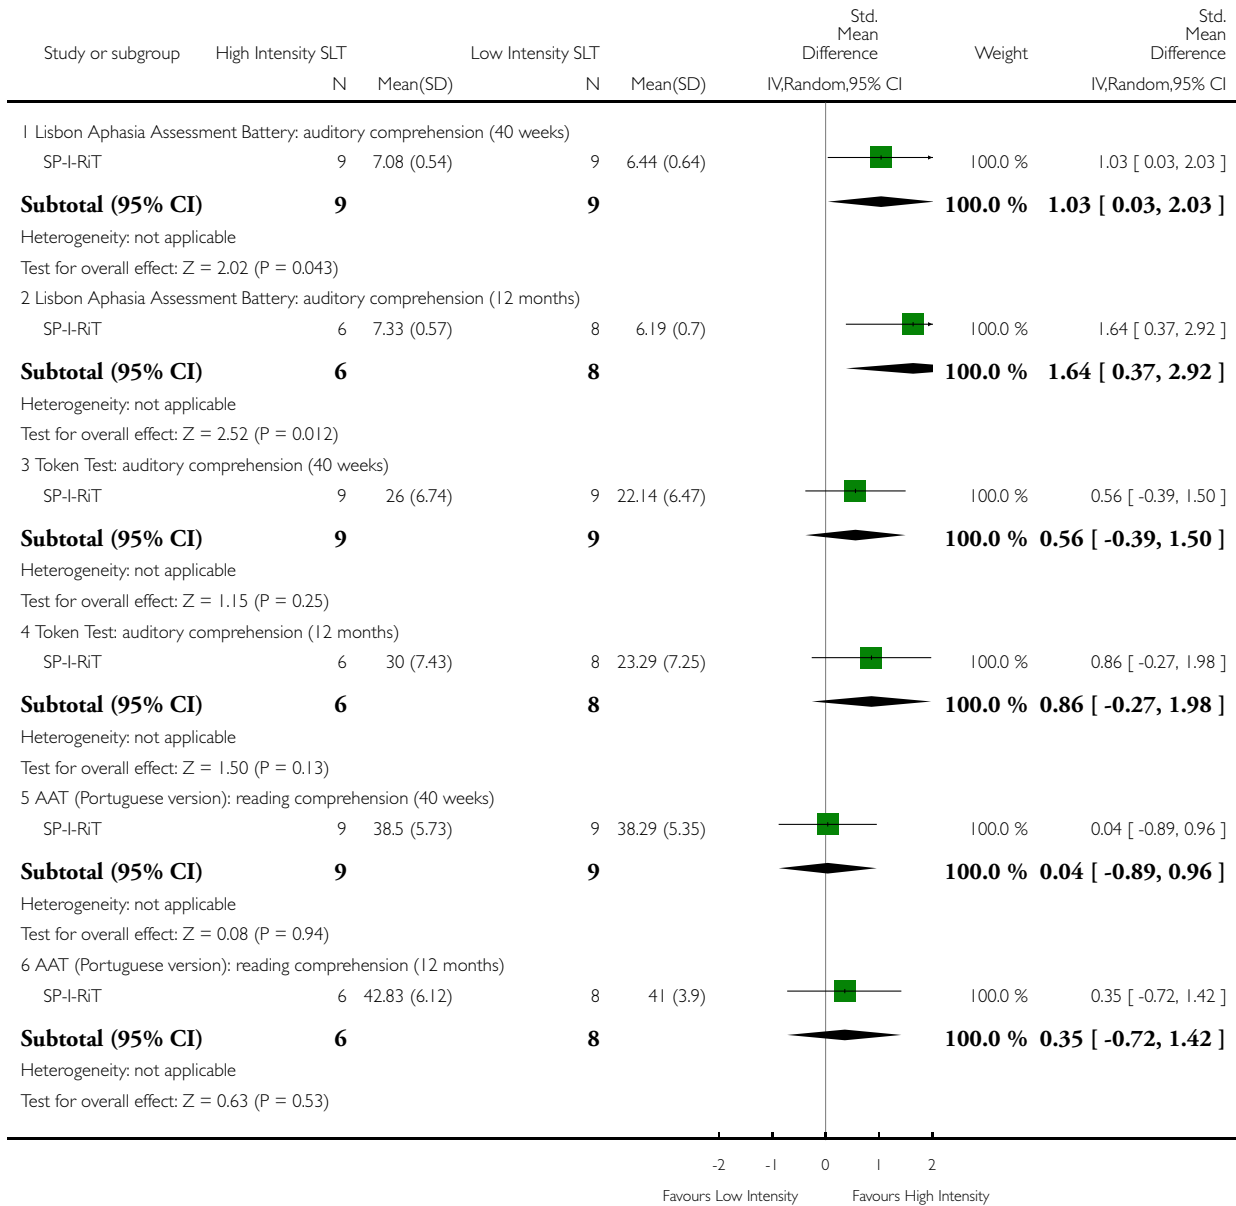 Study or subgroup High Intensity SLT Low Intensity SLT Std. Mean Difference Weight Std. Mean Difference
N Mean(SD) N Mean(SD) IV,Random,95% CI IV,Random,95% CI
1 Lisbon Aphasia Assessment Battery: auditory comprehension (40 weeks)
SP-I-RiT 9 7.08 (0.54) 9 6.44 (0.64) 100.0 % 1.03 [ 0.03, 2.03 ]
Subtotal (95% CI) 9 9 100.0 % 1.03 [ 0.03, 2.03 ]
Heterogeneity: not applicable
Test for overall effect: Z = 2.02 (P = 0.043)
2 Lisbon Aphasia Assessment Battery: auditory comprehension (12 months)
SP-I-RiT 6 7.33 (0.57) 8 6.19 (0.7) 100.0 % 1.64 [ 0.37, 2.92 ]
Subtotal (95% CI) 6 8 100.0 % 1.64 [ 0.37, 2.92 ]
Heterogeneity: not applicable
Test for overall effect: Z = 2.52 (P = 0.012)
3 Token Test: auditory comprehension (40 weeks)
SP-I-RiT 9 26 (6.74) 9 22.14 (6.47) 100.0 % 0.56 [ -0.39, 1.50 ]
Subtotal (95% CI) 9 9 100.0 % 0.56 [ -0.39, 1.50 ]
Heterogeneity: not applicable
Test for overall effect: Z = 1.15 (P = 0.25)
4 Token Test: auditory comprehension (12 months)
SP-I-RiT 6 30 (7.43) 8 23.29 (7.25) 100.0 % 0.86 [ -0.27, 1.98 ]
Subtotal (95% CI) 6 8 100.0 % 0.86 [ -0.27, 1.98 ]
Heterogeneity: not applicable
Test for overall effect: Z = 1.50 (P = 0.13)
5 AAT (Portuguese version): reading comprehension (40 weeks)
SP-I-RiT 9 38.5 (5.73) 9 38.29 (5.35) 100.0 % 0.04 [ -0.89, 0.96 ]
Subtotal (95% CI) 9 9 100.0 % 0.04 [ -0.89, 0.96 ]
Heterogeneity: not applicable
Test for overall effect: Z = 0.08 (P = 0.94)
6 AAT (Portuguese version): reading comprehension (12 months)
SP-I-RiT 6 42.83 (6.12) 8 41 (3.9) 100.0 % 0.35 [ -0.72, 1.42 ]
Subtotal (95% CI) 6 8 100.0 % 0.35 [ -0.72, 1.42 ]
Heterogeneity: not applicable
Test for overall effect: Z = 0.63 (P = 0.53)
-2 -1 0 1 2
Favours Low Intensity Favours High Intensity